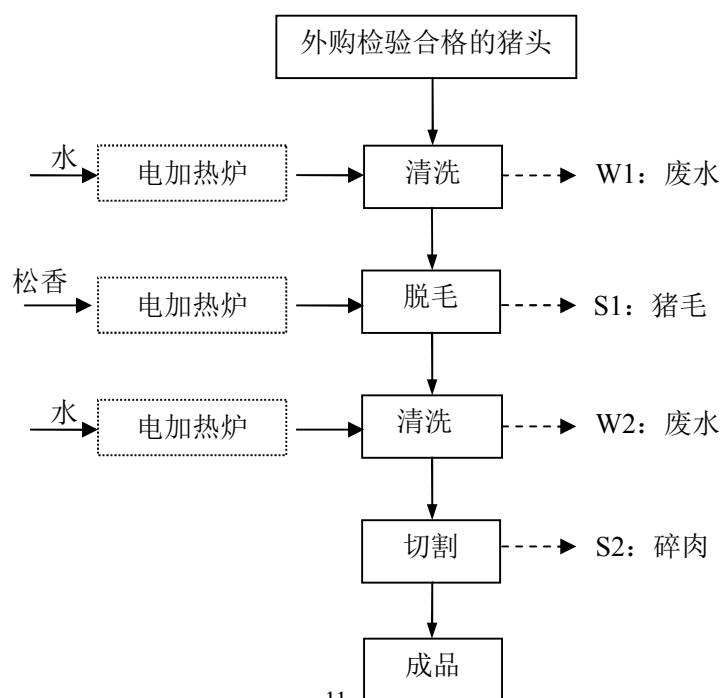 外购检验合格的猪头
水
电加热炉
清洗
W1：废水
松香
电加热炉
脱毛
S1：猪毛
水
电加热炉
清洗
W2：废水
切割
S2：碎肉
成品
11